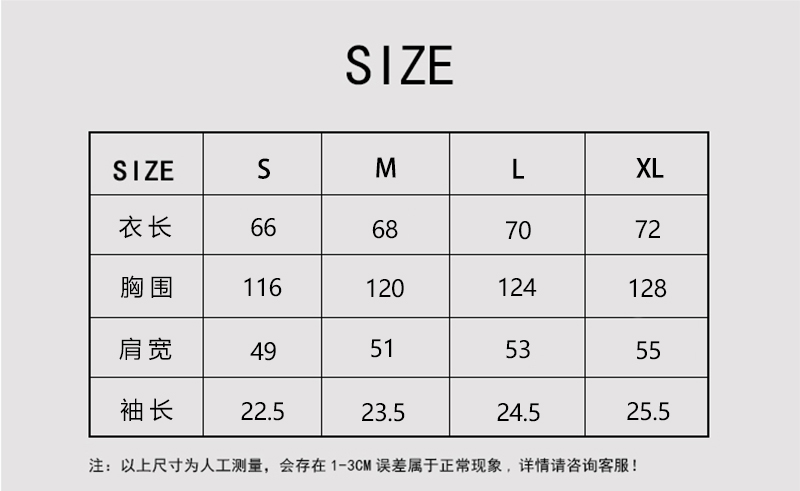 SIZE
SIZE S M L XL
衣长 66 68 70 72
胸围 116 120 124 128
肩宽 49 51 53 55
袖长 22.5 23.5 24.5 25.5
注：以上尺寸为人工测量，会存在1-3CM误差属于正常现象，详情请咨询客服！